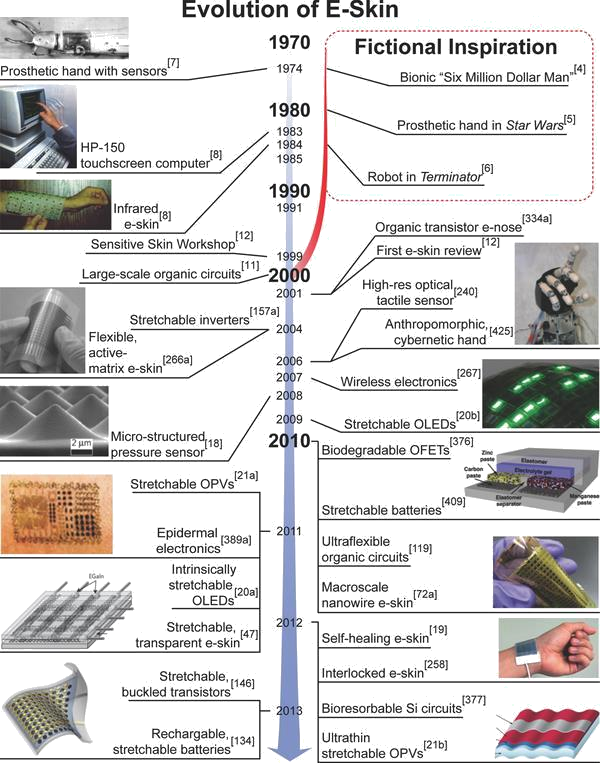 Evolution of E-Skin
1970
Fictional Inspiration
Prosthetic hand with sensors[7]
1974
Bionic “Six Million Dollar Man”[4]
1980
Prosthetic hand in Star Wars[5]
HP-150
touchscreen computer[8]
1983
1984
1985
Robot in Terminator[6]
1990
1991
Infrared
e-skin[8]
Organic transistor e-nose[334a]
Sensitive Skin Workshop[12]
First e-skin review[12]
1999
Large-scale organic circuits[11]
2000
2001
High-res optical
tactile sensor[240]
Stretchable inverters[157a]
2004
Anthropomorphic,
cybernetic hand[425]
Flexible,
active-
matrix e-skin[266a]
2006
2007
Wireless electronics[267]
2008
2 μm
Micro-structured
pressure sensor[18]
2009
Stretchable OLEDs[20b]
2010
Biodegradable OFETs[376]
Zinc
paste
Elastomer
Carbon
paste
Electrolyte gel
Elastomer
separator
Manganese
paste
Stretchable batteries[409]
Stretchable OPVs[21a]
2011
Epidermal
electronics[389a]
Ultraflexible
organic circuits[119]
EGaIn
Intrinsically
stretchable
OLEDs[20a]
Macroscale
nanowire e-skin[72a]
Stretchable,
transparent e-skin[47]
2012
Self-healing e-skin[19]
Interlocked e-skin[258]
Stretchable,
buckled transistors[146]
2013
Bioresorbable Si circuits[377]
Rechargable,
stretchable batteries[134]
Ultrathin
stretchable OPVs[21b]